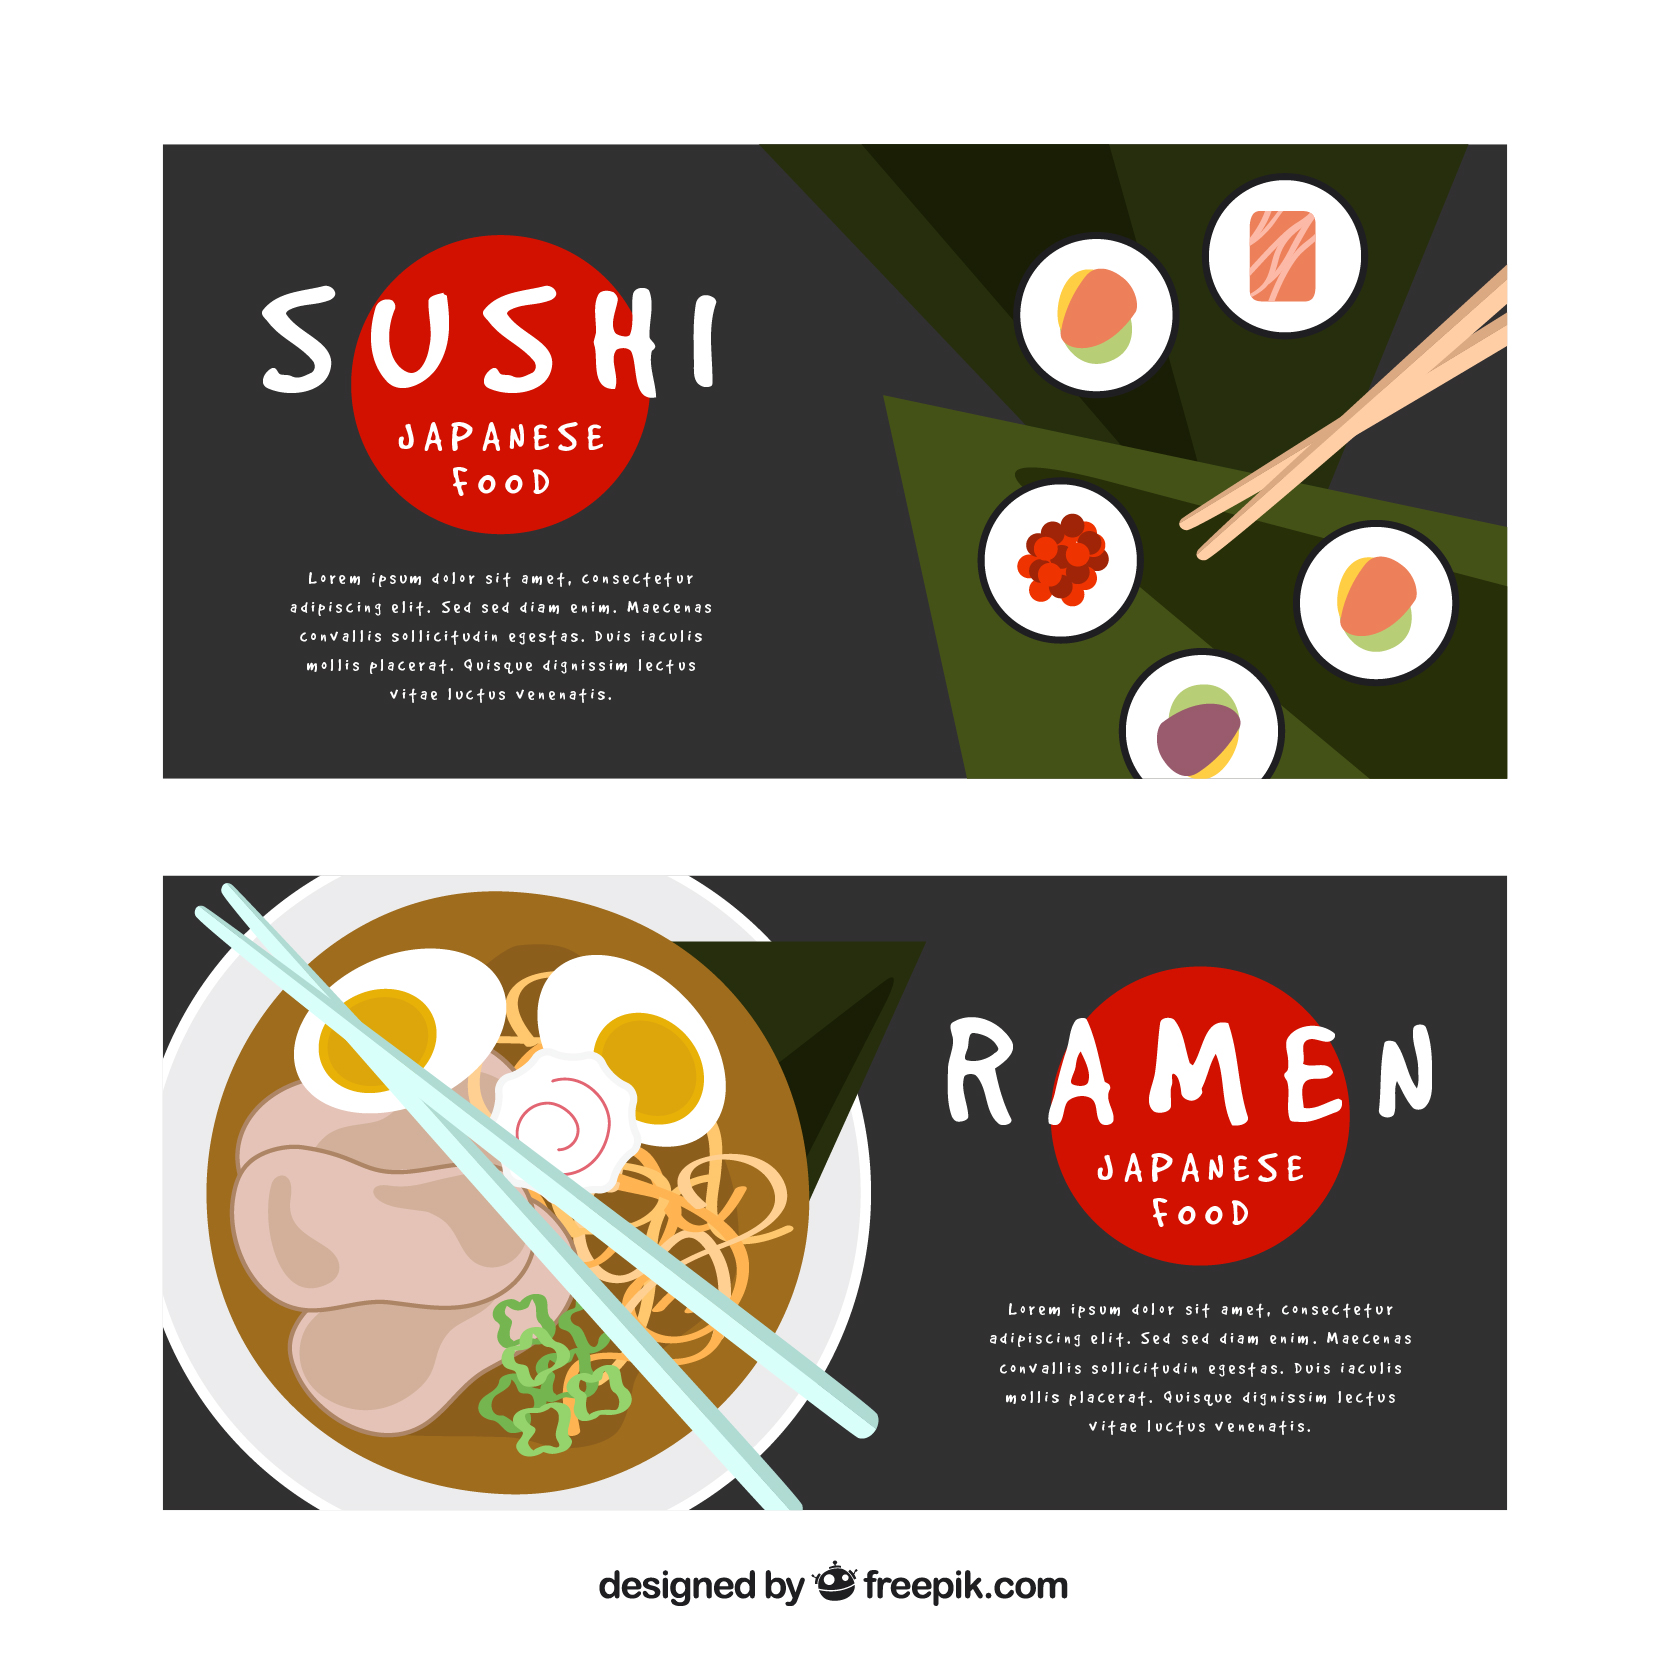 SUSHI
JAPANESE
FOOD
Lorem ipsum dolor sit amet, consectetur
adipiscing elit. Sed sed diam enim. Maecenas
convallis sollicitudin egestas. Duis iaculis
mollis placerat. Quisque dignissim lectus
vitae luctus venenatis.
RAMEN
JAPANESE
FOOD
Lorem ipsum dolor sit amet, consectetur
adipiscing elit. Sed sed diam enim. Maecenas
convallis sollicitudin egestas. Duis iaculis
mollis placerat. Quisque dignissim lectus
vitae luctus venenatis.
designed by freepik.com